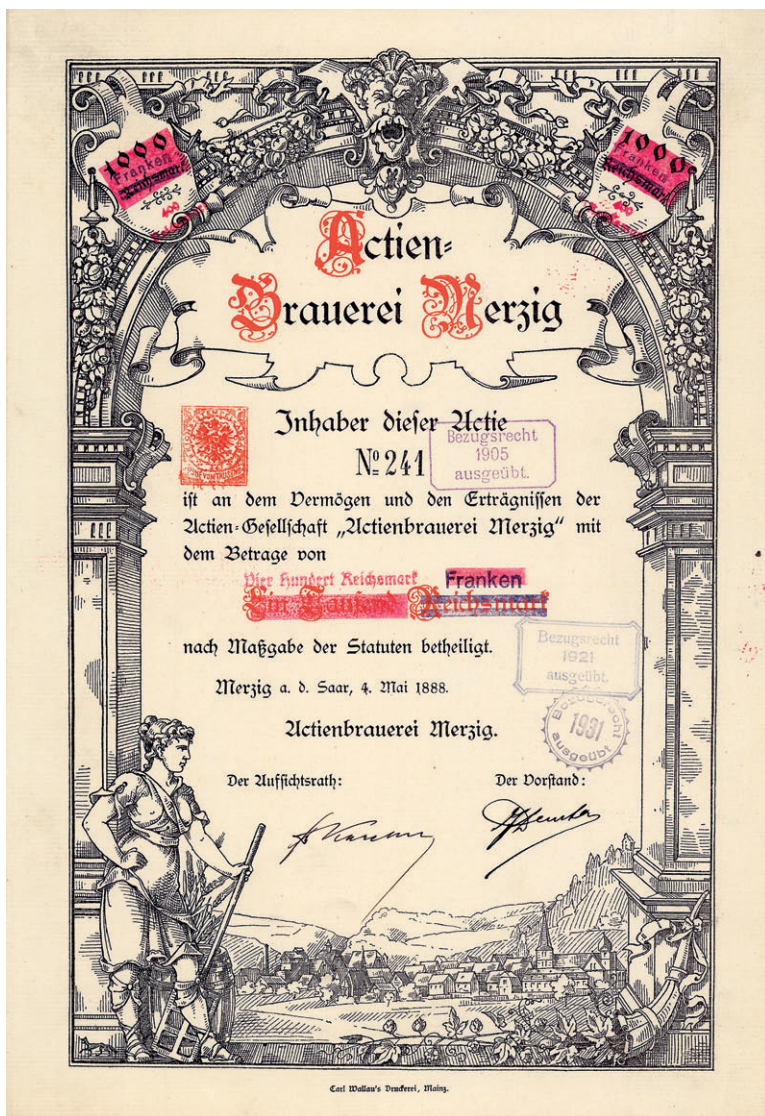 1000
Franken
Reichsmark
400
1000
Franken
Reichsmark
400
Actien-
Brauerei Merzig
Inhaber dieser Actie
Nº 241
Bezugsrecht
1905
ausgeübt.
ist an dem Vermögen und den Erträgnissen der
Actien-Gesellschaft „Actienbrauerei Merzig“ mit
dem Betrage von
Vier Hundert Reichsmark Franken
Ein Tausend Reichsmark
nach Maßgabe der Statuten betheiligt.
Bezugsrecht
1921
ausgeübt.
Merzig a. d. Saar, 4. Mai 1888.
Bezugsrecht
1931
ausgeübt
Actienbrauerei Merzig.
Der Aufsichtsrath: Der Vorstand:
Carl Wallau's Druckerei, Mainz.